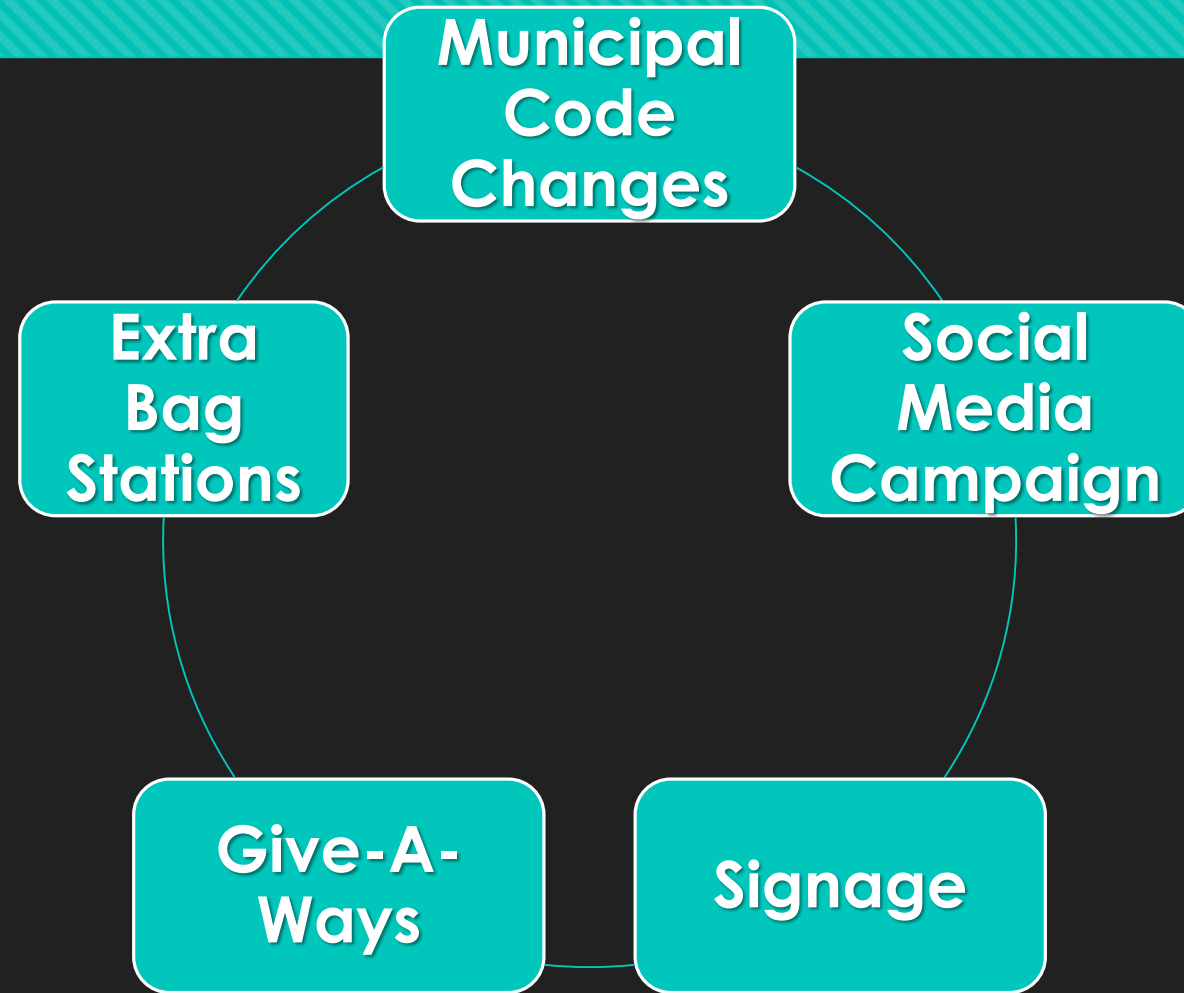 Municipal
Code
Changes
Extra
Bag
Stations
Social
Media
Campaign
Give-A-
Ways
Signage